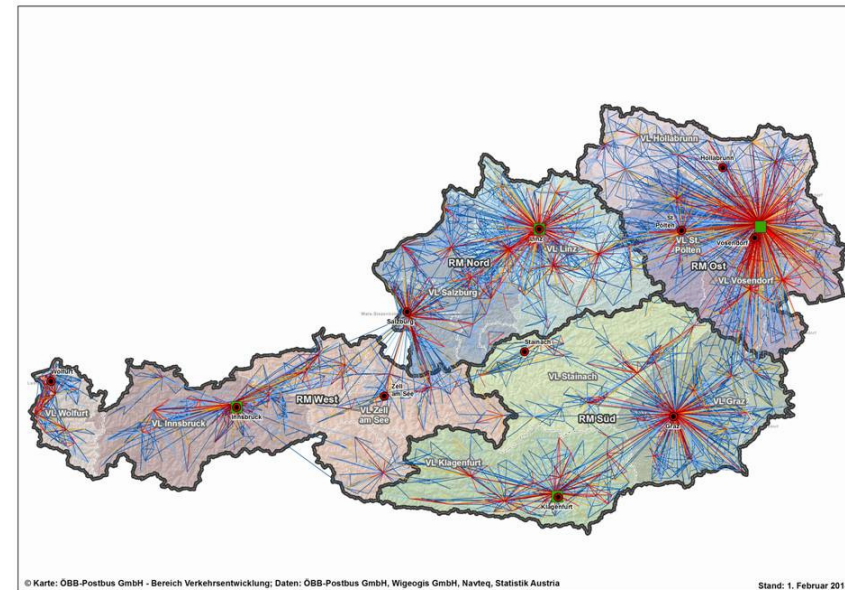 VL Hollabrunn
Hollabrunn
St.
Pölten
VL St.
Pölten
Vösendorf
RM Ost
VL Vösendorf
Linz
VL Linz
RM Nord
VL Salzburg
Salzburg
Stainach
VL Stainach
Wolfurt
VL Wolfurt
VL Innsbruck
Innsbruck
RM West
Zell
am See
VL Zell
am See
RM Süd
VL Graz
Graz
VL Klagenfurt
Klagenfurt
© Karte: ÖBB-Postbus GmbH - Bereich Verkehrsentwicklung; Daten: ÖBB-Postbus GmbH, Wigeogis GmbH, Navteq, Statistik Austria
Stand: 1. Februar 201